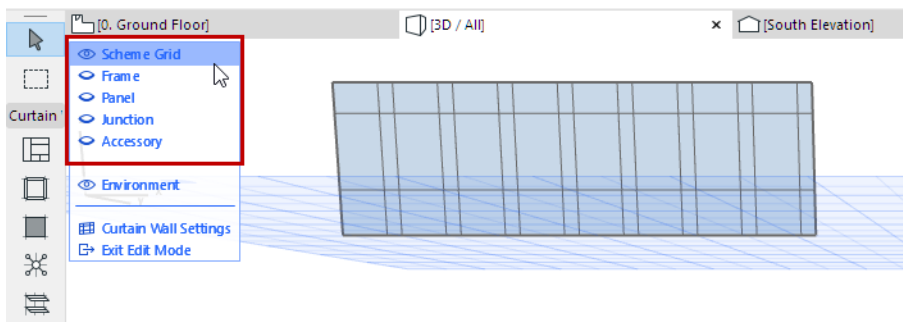 [0. Ground Floor]
[3D / All]
[South Elevation]
Scheme Grid
Frame
Panel
Curtain
Junction
Accessory
Environment
Curtain Wall Settings
Exit Edit Mode